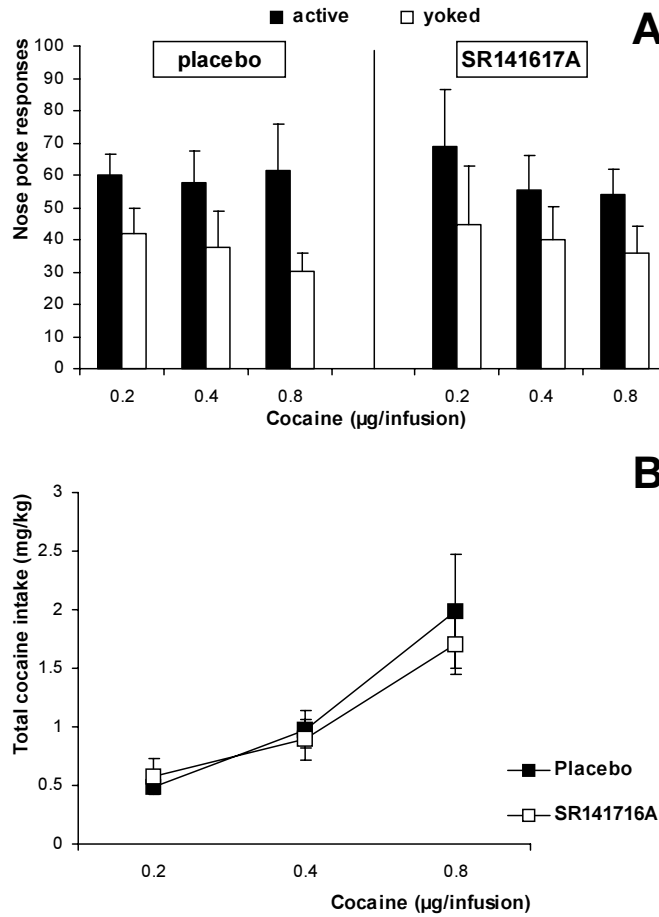 active yoked
A
placebo SR141617A
Nose poke responses
100
90
80
70
60
50
40
30
20
10
0
0.2 0.4 0.8 0.2 0.4 0.8
Cocaine (µg/infusion)
B
Total cocaine intake (mg/kg)
3
2.5
2
1.5
1
0.5
0
Placebo
SR141716A
0.2 0.4 0.8
Cocaine (µg/infusion)